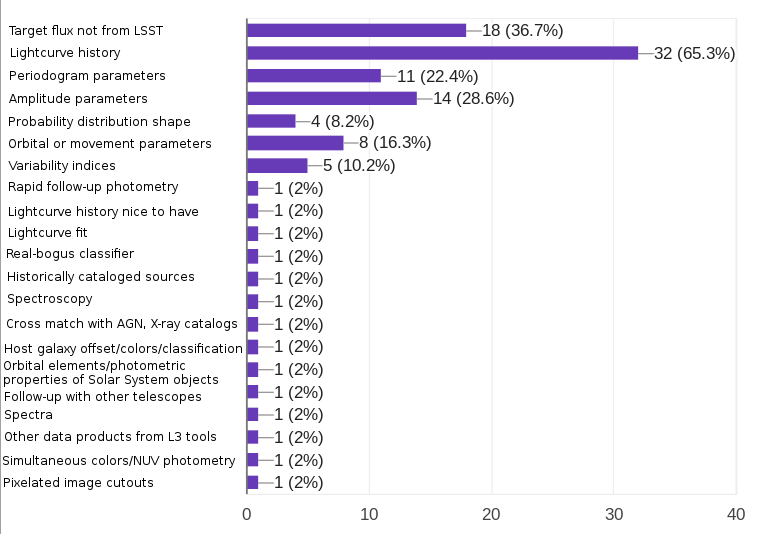 Target flux not from LSST
18 (36.7%)
Lightcurve history
32 (65.3%)
Periodogram parameters
11 (22.4%)
Amplitude parameters
14 (28.6%)
Probability distribution shape
4 (8.2%)
Orbital or movement parameters
8 (16.3%)
Variability indices
5 (10.2%)
Rapid follow-up photometry
1 (2%)
Lightcurve history nice to have
1 (2%)
Lightcurve fit
1 (2%)
Real-bogus classifier
1 (2%)
Historically cataloged sources
1 (2%)
Spectroscopy
1 (2%)
Cross match with AGN, X-ray catalogs
1 (2%)
Host galaxy offset/colors/classification
1 (2%)
Orbital elements/photometric
properties of Solar System objects
1 (2%)
Follow-up with other telescopes
1 (2%)
Spectra
1 (2%)
Other data products from L3 tools
1 (2%)
Simultaneous colors/NUV photometry
1 (2%)
Pixelated image cutouts
1 (2%)
0 10 20 30 40